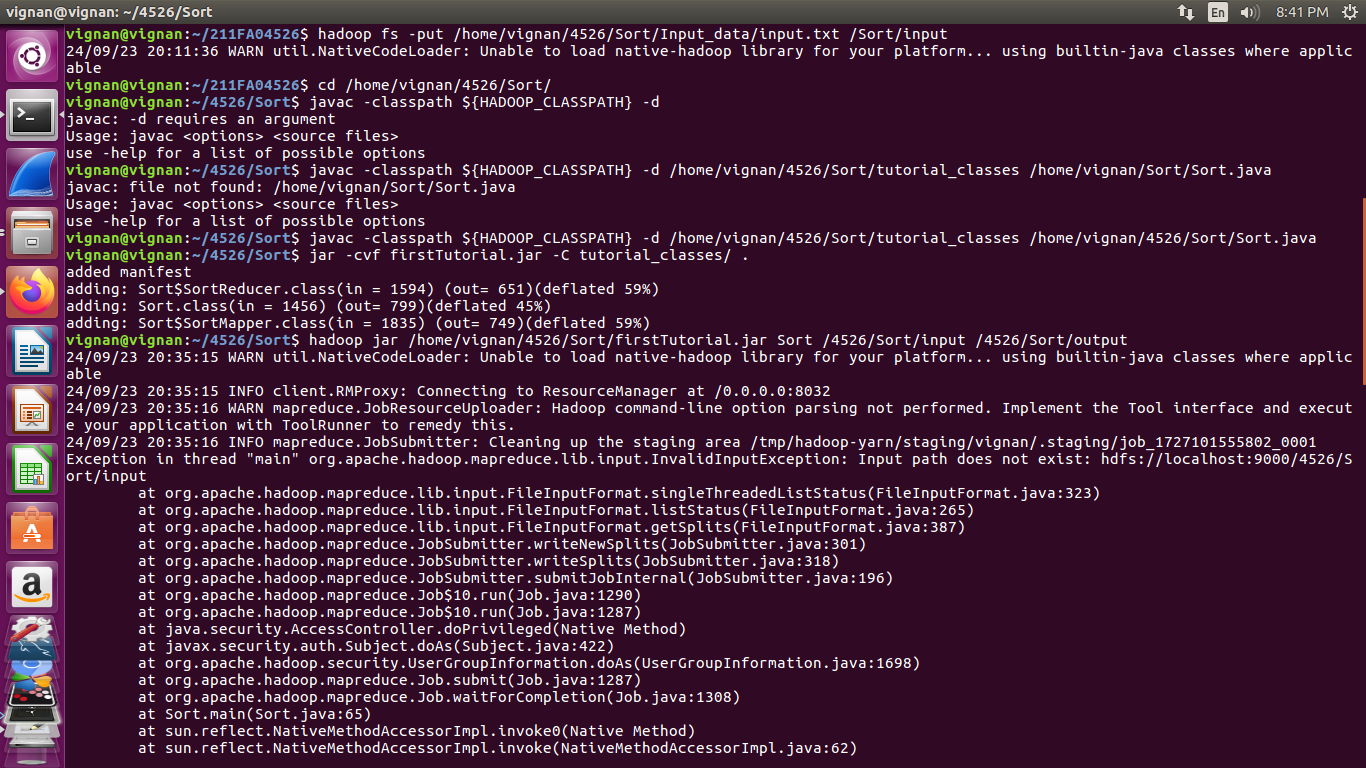 vignan@vignan: ~/4526/Sort
En
8:41 PM
vignan@vignan:~/211FA04526$ hadoop fs -put /home/vignan/4526/Sort/Input_data/input.txt /Sort/input
24/09/23 20:11:36 WARN util.NativeCodeLoader: Unable to load native-hadoop library for your platform... using builtin-java classes where applic
able
vignan@vignan:~/211FA04526$ cd /home/vignan/4526/Sort/
vignan@vignan:~/4526/Sort$ javac -classpath ${HADOOP_CLASSPATH} -d
javac: -d requires an argument
Usage: javac <options> <source files>
use -help for a list of possible options
vignan@vignan:~/4526/Sort$ javac -classpath ${HADOOP_CLASSPATH} -d /home/vignan/4526/Sort/tutorial_classes /home/vignan/Sort/Sort.java
javac: file not found: /home/vignan/Sort/Sort.java
Usage: javac <options> <source files>
use -help for a list of possible options
vignan@vignan:~/4526/Sort$ javac -classpath ${HADOOP_CLASSPATH} -d /home/vignan/4526/Sort/tutorial_classes /home/vignan/4526/Sort/Sort.java
vignan@vignan:~/4526/Sort$ jar -cvf firstTutorial.jar -C tutorial_classes/ .
added manifest
adding: Sort$SortReducer.class(in = 1594) (out= 651)(deflated 59%)
adding: Sort.class(in = 1456) (out= 799)(deflated 45%)
adding: Sort$SortMapper.class(in = 1835) (out= 749)(deflated 59%)
vignan@vignan:~/4526/Sort$ hadoop jar /home/vignan/4526/Sort/firstTutorial.jar Sort /4526/Sort/input /4526/Sort/output
24/09/23 20:35:15 WARN util.NativeCodeLoader: Unable to load native-hadoop library for your platform... using builtin-java classes where applic
able
24/09/23 20:35:15 INFO client.RMProxy: Connecting to ResourceManager at /0.0.0.0:8032
24/09/23 20:35:16 WARN mapreduce.JobResourceUploader: Hadoop command-line option parsing not performed. Implement the Tool interface and execut
e your application with ToolRunner to remedy this.
24/09/23 20:35:16 INFO mapreduce.JobSubmitter: Cleaning up the staging area /tmp/hadoop-yarn/staging/vignan/.staging/job_1727101555802_0001
Exception in thread "main" org.apache.hadoop.mapreduce.lib.input.InvalidInputException: Input path does not exist: hdfs://localhost:9000/4526/S
ort/input
at org.apache.hadoop.mapreduce.lib.input.FileInputFormat.singleThreadedListStatus(FileInputFormat.java:323)
at org.apache.hadoop.mapreduce.lib.input.FileInputFormat.listStatus(FileInputFormat.java:265)
at org.apache.hadoop.mapreduce.lib.input.FileInputFormat.getSplits(FileInputFormat.java:387)
at org.apache.hadoop.mapreduce.JobSubmitter.writeNewSplits(JobSubmitter.java:301)
at org.apache.hadoop.mapreduce.JobSubmitter.writeSplits(JobSubmitter.java:318)
at org.apache.hadoop.mapreduce.JobSubmitter.submitJobInternal(JobSubmitter.java:196)
at org.apache.hadoop.mapreduce.Job$10.run(Job.java:1290)
at org.apache.hadoop.mapreduce.Job$10.run(Job.java:1287)
at java.security.AccessController.doPrivileged(Native Method)
at javax.security.auth.Subject.doAs(Subject.java:422)
at org.apache.hadoop.security.UserGroupInformation.doAs(UserGroupInformation.java:1698)
at org.apache.hadoop.mapreduce.Job.submit(Job.java:1287)
at org.apache.hadoop.mapreduce.Job.waitForCompletion(Job.java:1308)
at Sort.main(Sort.java:65)
at sun.reflect.NativeMethodAccessorImpl.invoke0(Native Method)
at sun.reflect.NativeMethodAccessorImpl.invoke(NativeMethodAccessorImpl.java:62)